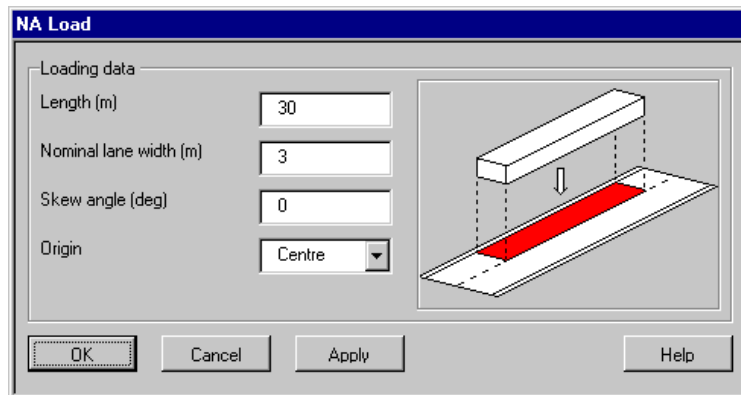 NA Load
Loading data
Length (m) 30
Nominal lane width (m) 3
Skew angle (deg) 0
Origin Centre
OK Cancel Apply Help